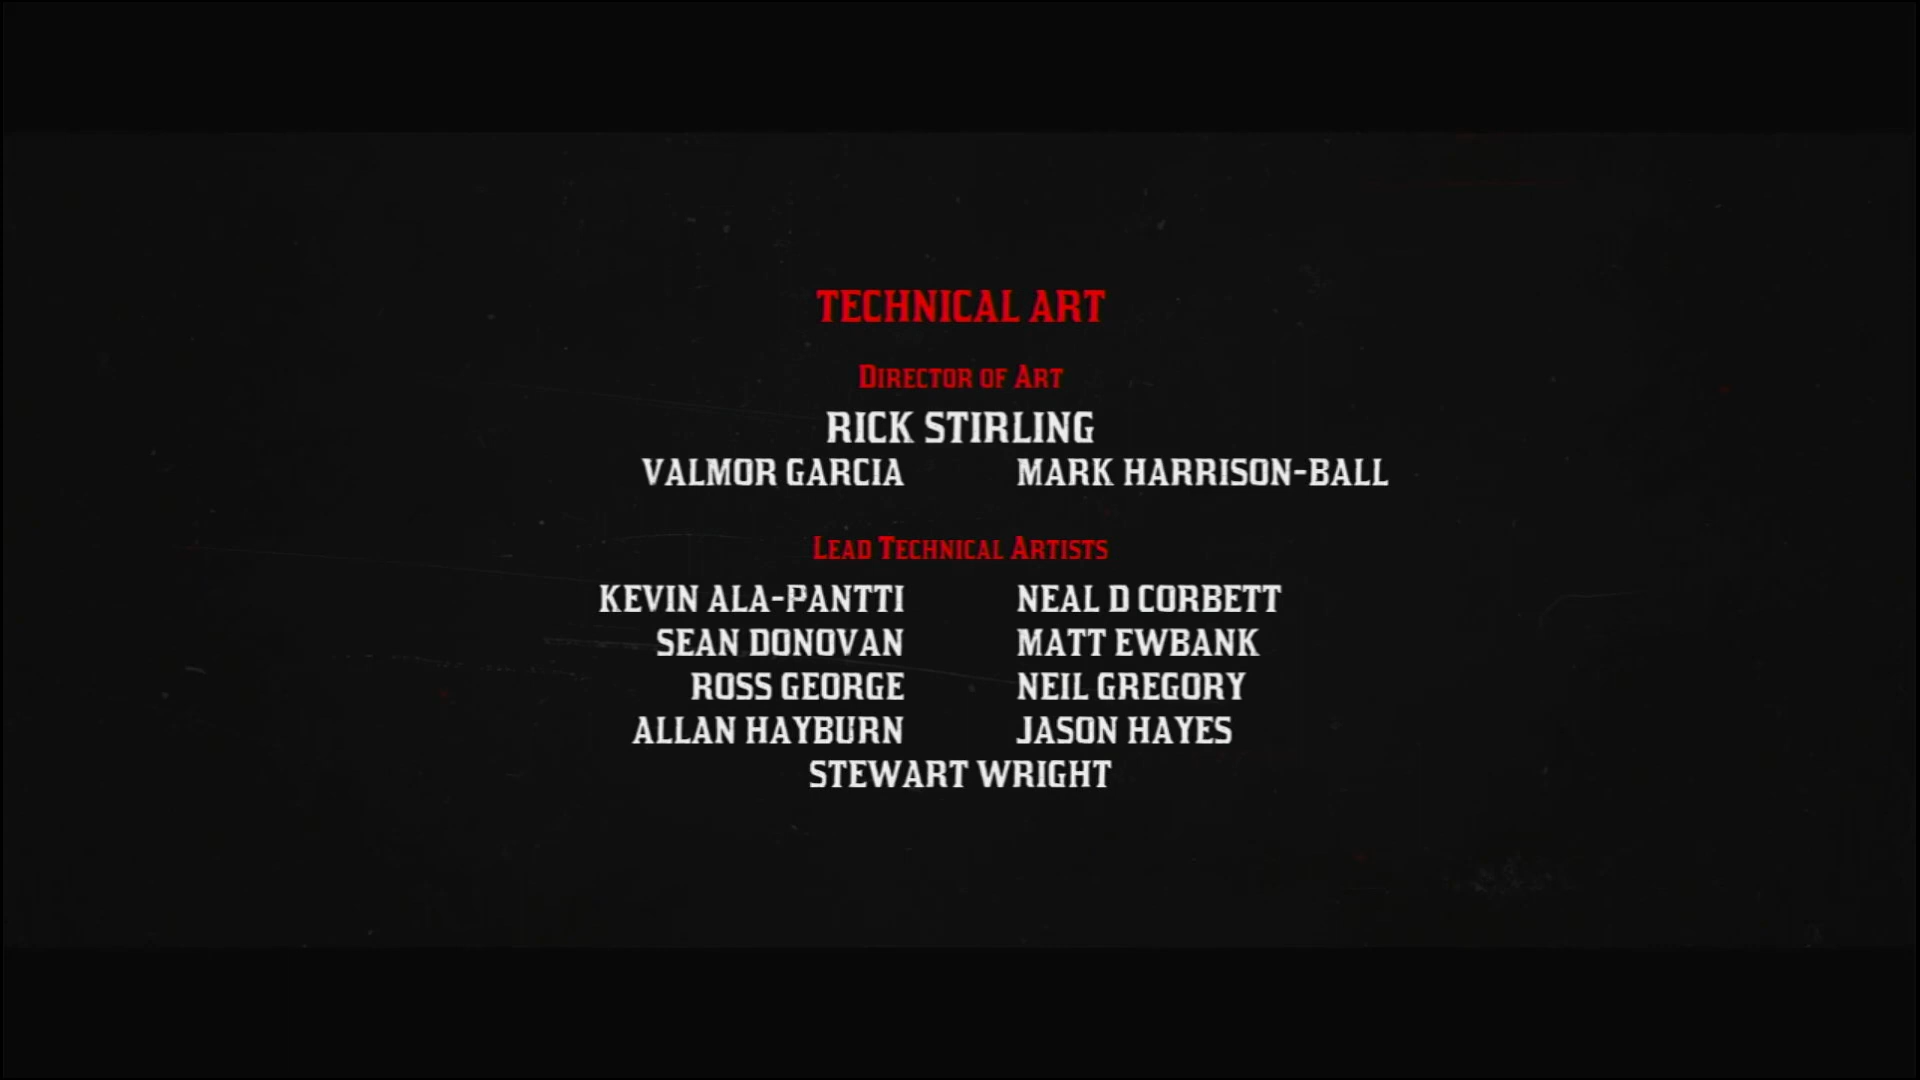 TECHNICAL ART
DIRECTOR OF ART
RICK STIRLING
VALMOR GARCIA MARK HARRISON-BALL
LEAD TECHNICAL ARTISTS
KEVIN ALA-PANTTI NEAL D CORBETT
SEAN DONOVAN MATT EWBANK
ROSS GEORGE NEIL GREGORY
ALLAN HAYBURN JASON HAYES
STEWART WRIGHT